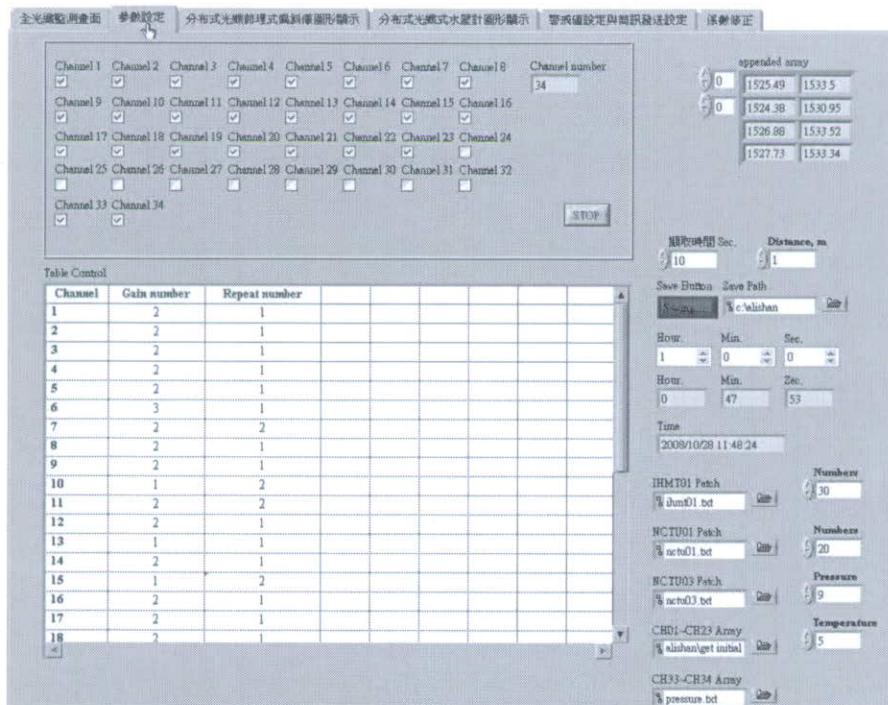 全光纖監測畫面 參數設定 分布式光纖節理式傾斜儀圖形顯示 分布式光纖式水壓計圖形顯示 警戒值設定與簡訊發送設定 係數修正
Channel 1 Channel 2 Channel 3 Channel 4 Channel 5 Channel 6 Channel 7 Channel 8 Channel number
34
Channel 9 Channel 10 Channel 11 Channel 12 Channel 13 Channel 14 Channel 15 Channel 16
Channel 17 Channel 18 Channel 19 Channel 20 Channel 21 Channel 22 Channel 23 Channel 24
Channel 25 Channel 26 Channel 27 Channel 28 Channel 29 Channel 30 Channel 31 Channel 32
Channel 33 Channel 34
STOP
appended array
0 1525.49 1533.5
0 1524.38 1530.95
1526.88 1533.52
1527.73 1533.34
Table Control
Channel Gain number Repeat number
1 2 1
2 2 1
3 2 1
4 2 1
5 2 1
6 3 1
7 2 2
8 2 1
9 2 1
10 1 2
11 2 2
12 2 1
13 1 1
14 2 1
15 1 2
16 2 1
17 2 1
18 2 1
擷取時間 Sec. Distance, m
10 1
Save Button Save Path
c:\alishan
Hour. Min. Sec.
1 0 0
Hour. Min. Zec.
0 47 53
Time
2008/10/28 11:48:24
IHMT01 Patch Numbers
ihmt01.txt 30
NCTU01 Patch Numbers
nctu01.txt 20
NCTU03 Patch Pressure
nctu03.txt 9
CH01~CH23 Array Temperature
alishan\get initial 5
CH33~CH34 Array
pressure.txt